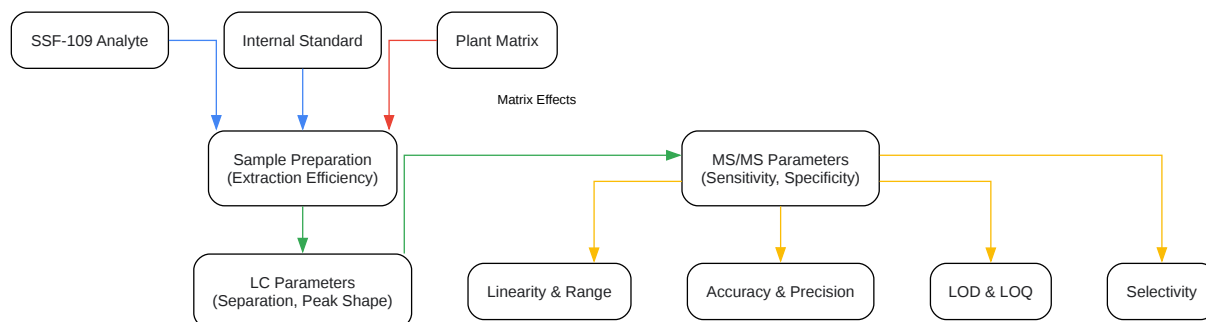 SSF-109 Analyte
Internal Standard
Plant Matrix
Matrix Effects
Sample Preparation
(Extraction Efficiency)
MS/MS Parameters
(Sensitivity, Specificity)
LC Parameters
(Separation, Peak Shape)
Linearity & Range
Accuracy & Precision
LOD & LOQ
Selectivity